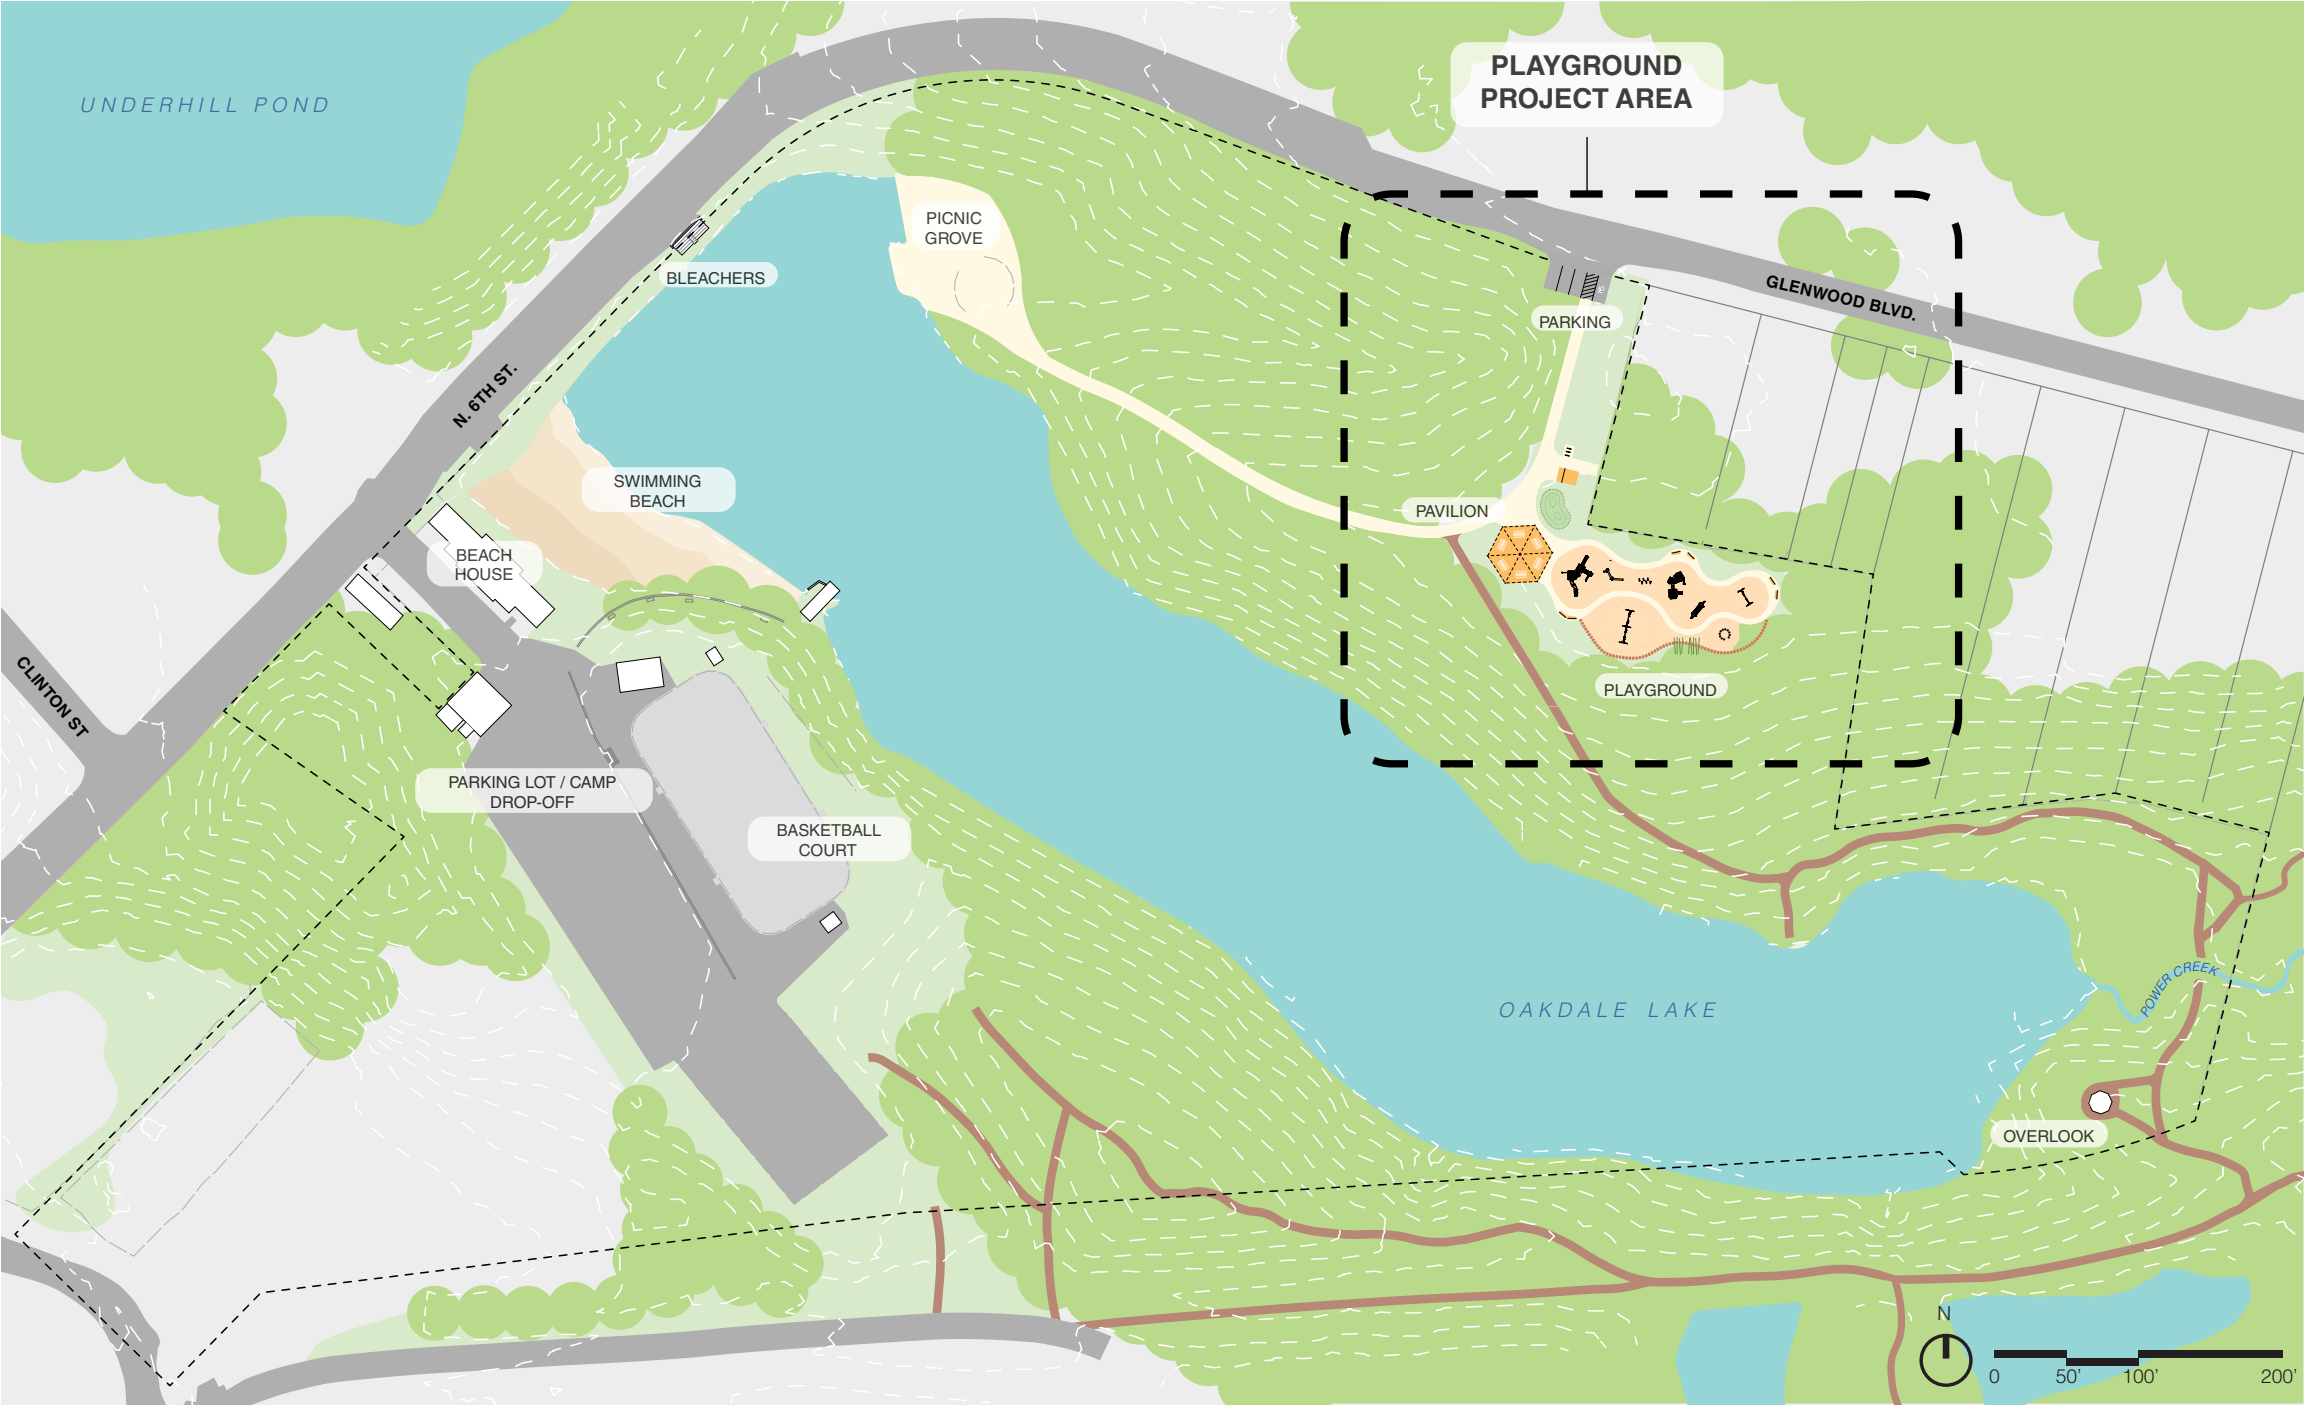 PLAYGROUND
PROJECT AREA
UNDERHILL POND
PICNIC
GROVE
BLEACHERS
GLENWOOD BLVD.
PARKING
N. 6TH ST.
SWIMMING
BEACH
PAVILION
BEACH
HOUSE
CLINTON ST
PLAYGROUND
PARKING LOT / CAMP
DROP-OFF
BASKETBALL
COURT
POWER CREEK
OAKDALE LAKE
OVERLOOK
N
0 50' 100' 200'